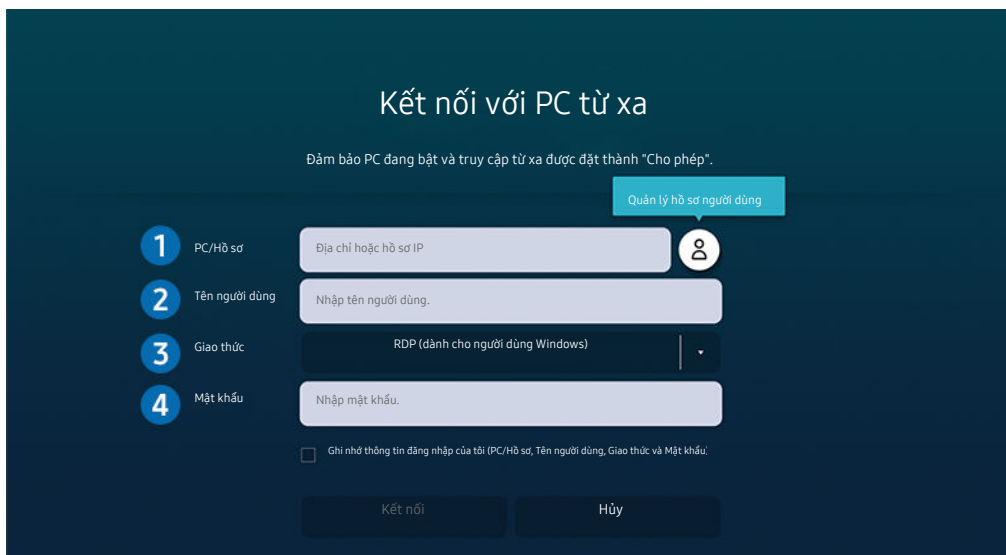 Kết nối với PC từ xa
Đảm bảo PC đang bật và truy cập từ xa được đặt thành "Cho phép".
Quản lý hồ sơ người dùng
1 PC/Hồ sơ Địa chỉ hoặc hồ sơ IP
2 Tên người dùng Nhập tên người dùng.
3 Giao thức RDP (dành cho người dùng Windows)
4 Mật khẩu Nhập mật khẩu.
Ghi nhớ thông tin đăng nhập của tôi (PC/Hồ sơ, Tên người dùng, Giao thức và Mật khẩu)
Kết nối Hủy